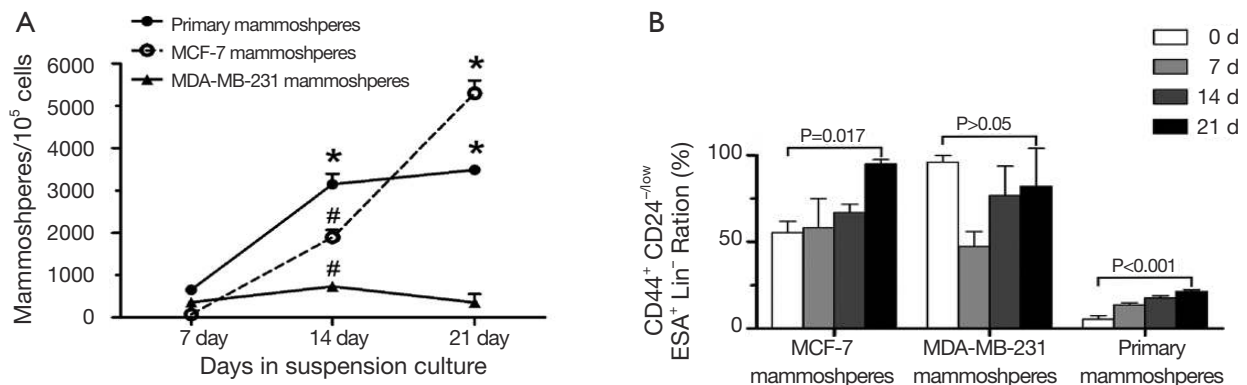 A
Primary mammoshperes
MCF-7 mammoshperes
MDA-MB-231 mammoshperes
Mammoshperes/10⁵ cells
6000
5000
4000
3000
2000
1000
0
*
*
*
#
#
7 day
14 day
21 day
Days in suspension culture
B
0 d
7 d
14 d
21 d
CD44⁺ CD24⁻/ˡᵒʷ
ESA⁺ Lin⁻ Ration (%)
100
50
0
P=0.017
P>0.05
P<0.001
MCF-7
mammoshperes
MDA-MB-231
mammoshperes
Primary
mammoshperes